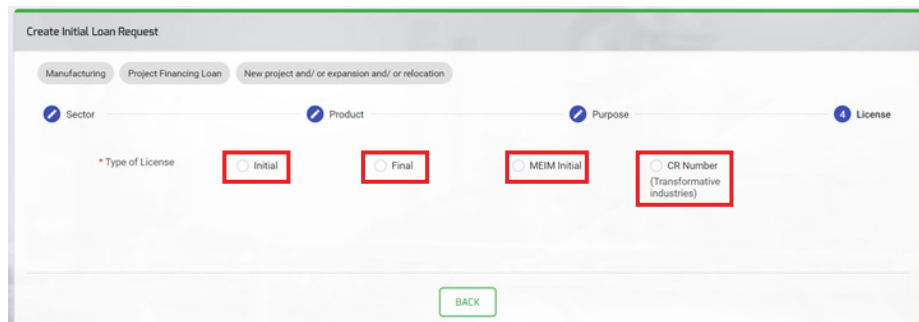 Create Initial Loan Request
Manufacturing Project Financing Loan New project and/ or expansion and/ or relocation
Sector Product Purpose 4 License
* Type of License Initial Final MEIM Initial CR Number
(Transformative
industries)
BACK